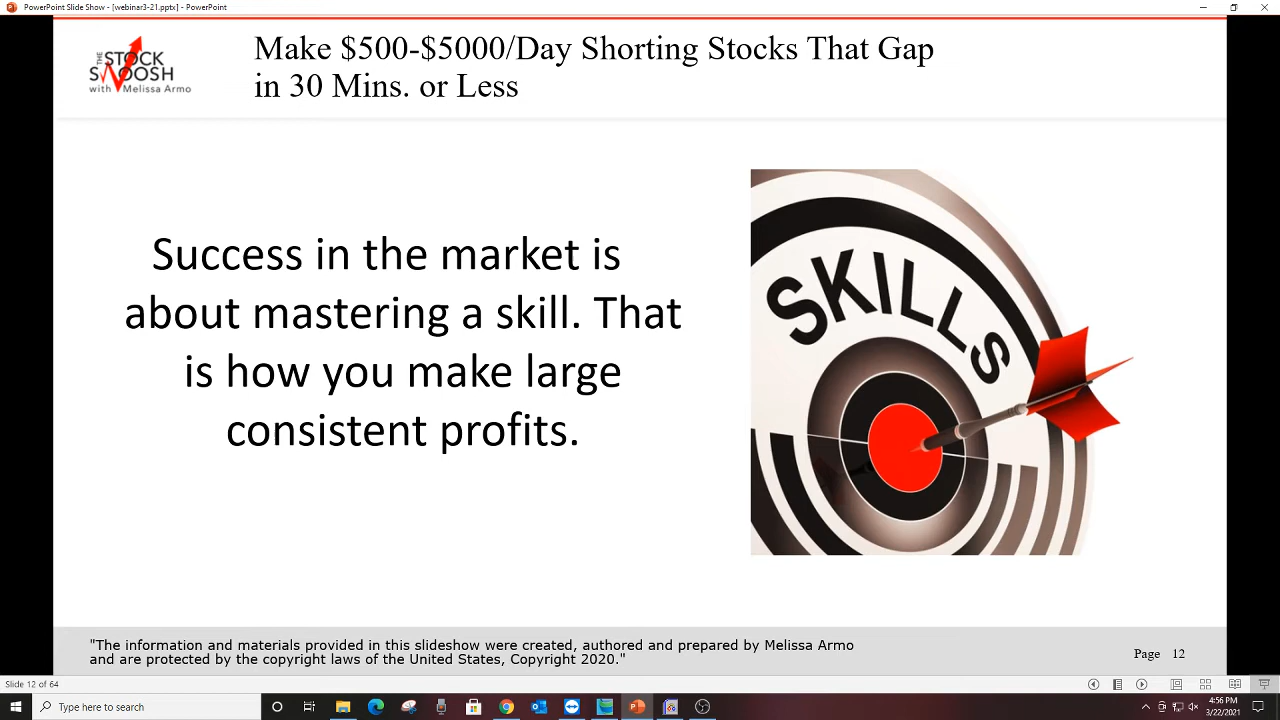 PowerPoint Slide Show - [webinar3-21.pptx] - PowerPoint
THE
STOCK
SWOOSH
with Melissa Armo
Make $500-$5000/Day Shorting Stocks That Gap
in 30 Mins. or Less
Success in the market is
about mastering a skill. That
is how you make large
consistent profits.
SKILLS
"The information and materials provided in this slideshow were created, authored and prepared by Melissa Armo
and are protected by the copyright laws of the United States, Copyright 2020."
Page 12
Slide 12 of 64
Type here to search
4:56 PM
3/22/2021